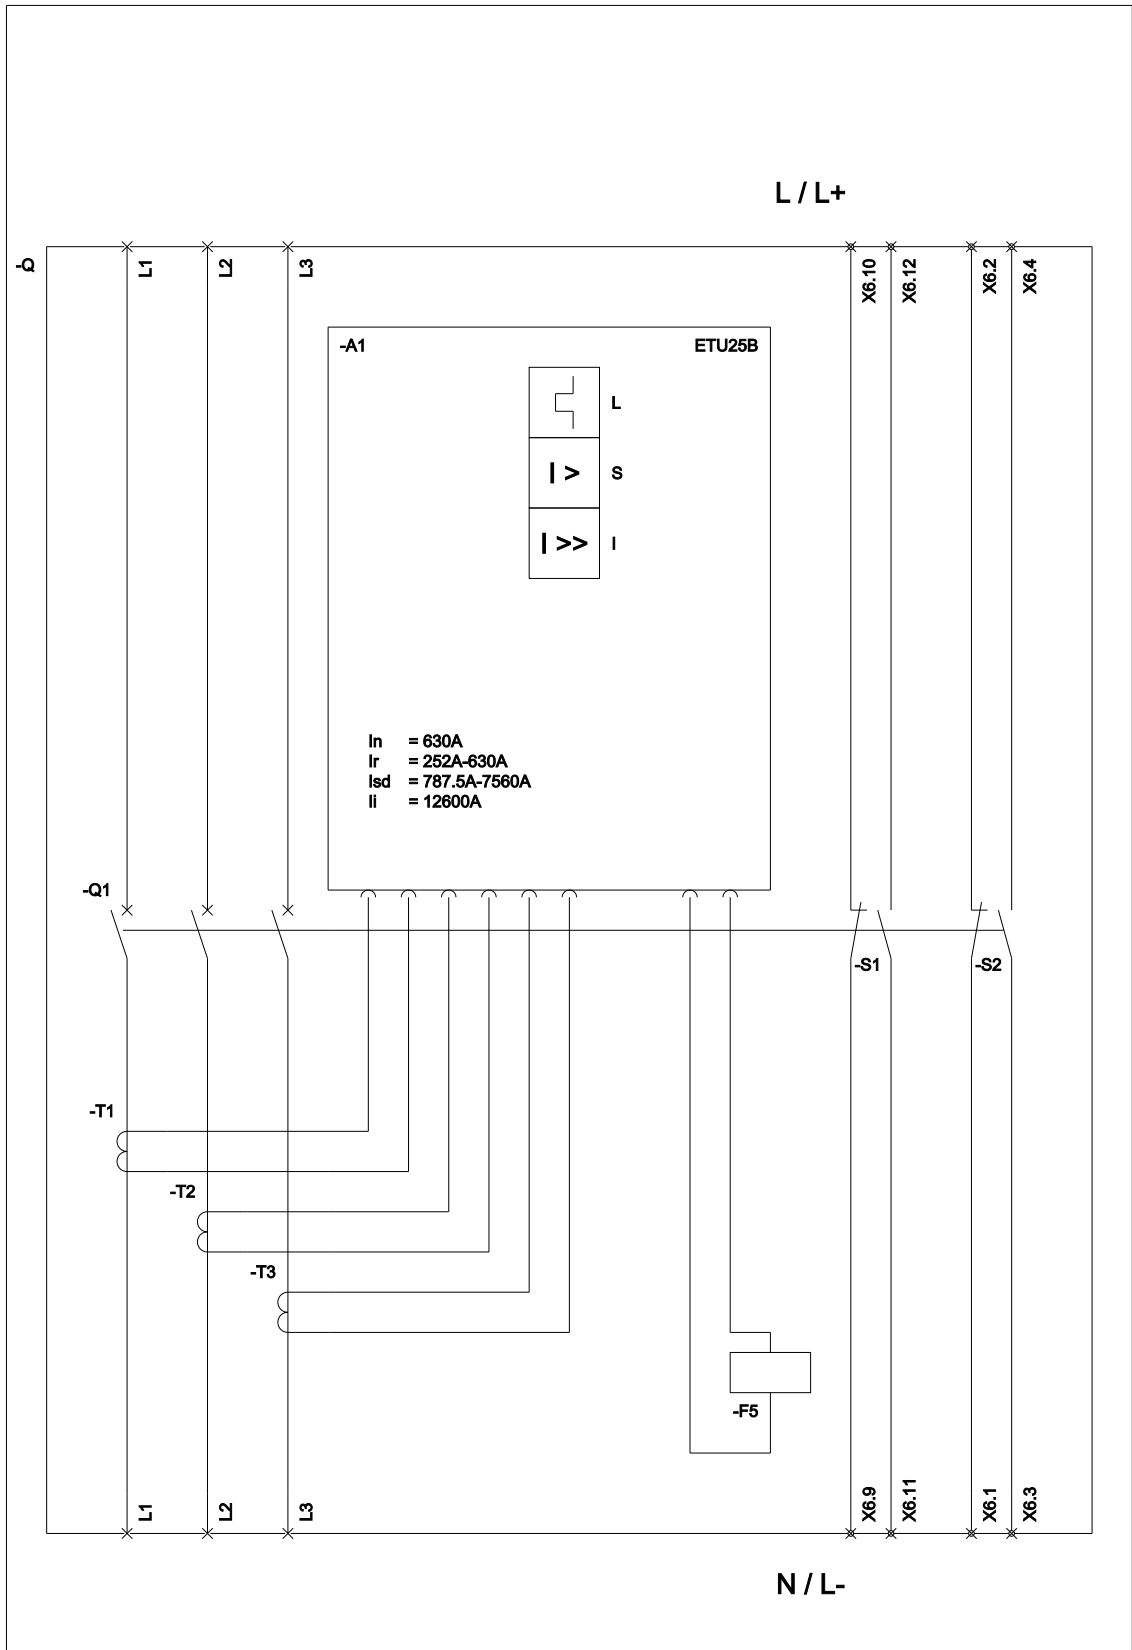 L / L+
-Q
L1
L2
L3
X6.10
X6.12
X6.2
X6.4
-A1
ETU25B
L
I >
S
I >>
I
In = 630A
Ir = 252A-630A
Isd = 787.5A-7560A
Ii = 12600A
-Q1
-S1
-S2
-T1
-T2
-T3
-F5
L1
L2
L3
X6.9
X6.11
X6.1
X6.3
N / L-